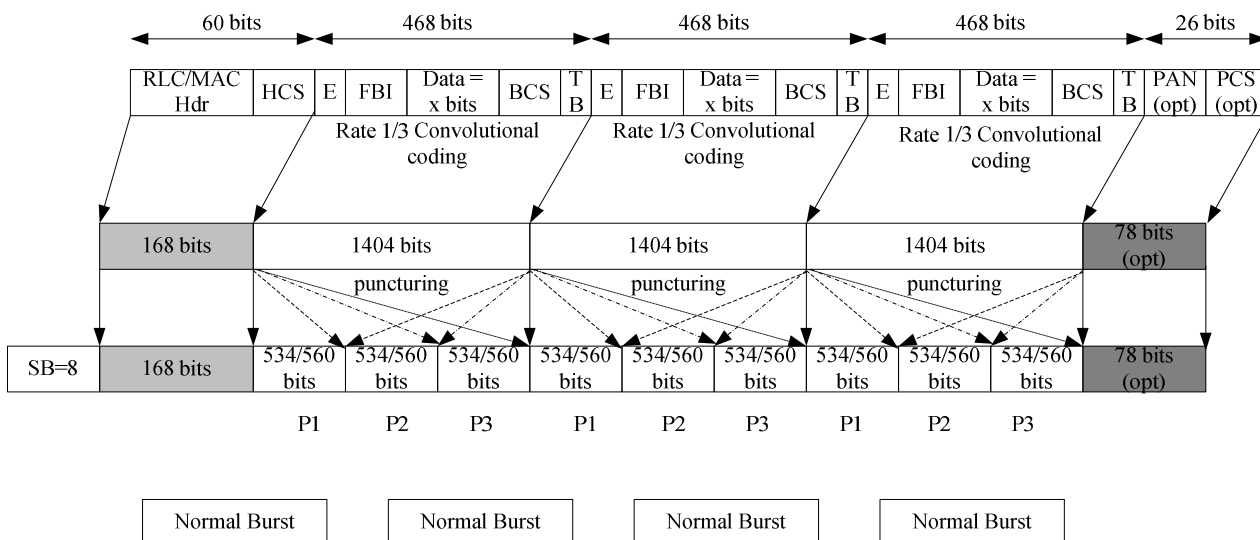 60 bits
468 bits
468 bits
468 bits
26 bits
RLC/MAC
Hdr
HCS
E
FBI
Data =
x bits
BCS
T
B
E
FBI
Data =
x bits
BCS
T
B
E
FBI
Data =
x bits
BCS
T
B
PAN
(opt)
PCS
(opt)
Rate 1/3 Convolutional
coding
Rate 1/3 Convolutional
coding
Rate 1/3 Convolutional
coding
168 bits
1404 bits
1404 bits
1404 bits
78 bits
(opt)
puncturing
puncturing
puncturing
SB=8
168 bits
534/560
bits
534/560
bits
534/560
bits
534/560
bits
534/560
bits
534/560
bits
534/560
bits
534/560
bits
534/560
bits
78 bits
(opt)
P1
P2
P3
P1
P2
P3
P1
P2
P3
Normal Burst
Normal Burst
Normal Burst
Normal Burst